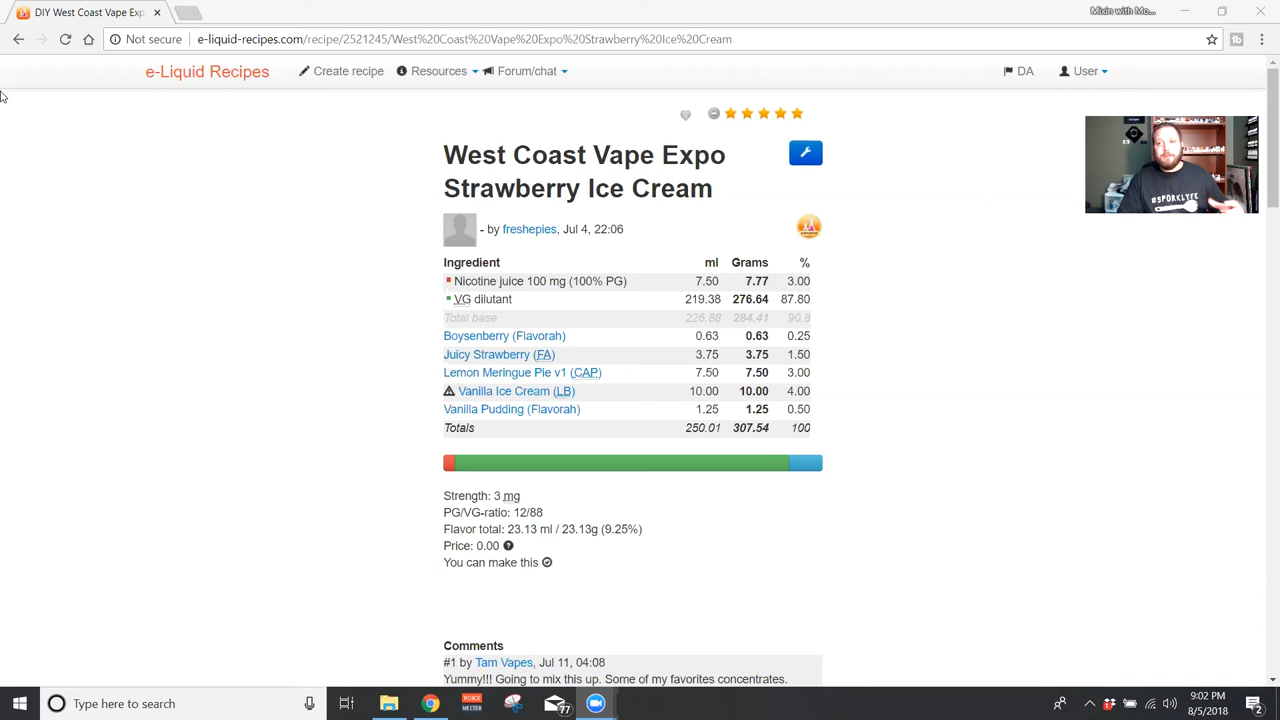 DIY West Coast Vape Exp
Mixin with Mo...
Not secure
e-liquid-recipes.com/recipe/2521245/West%20Coast%20Vape%20Expo%20Strawberry%20Ice%20Cream
e-Liquid Recipes Create recipe Resources Forum/chat DA User
West Coast Vape Expo
Strawberry Ice Cream
- by freshepies, Jul 4, 22:06
Ingredient ml Grams %
Nicotine juice 100 mg (100% PG) 7.50 7.77 3.00
VG dilutant 219.38 276.64 87.80
Total base 226.88 284.41 90.8
Boysenberry (Flavorah) 0.63 0.63 0.25
Juicy Strawberry (FA) 3.75 3.75 1.50
Lemon Meringue Pie v1 (CAP) 7.50 7.50 3.00
Vanilla Ice Cream (LB) 10.00 10.00 4.00
Vanilla Pudding (Flavorah) 1.25 1.25 0.50
Totals 250.01 307.54 100
Strength: 3 mg
PG/VG-ratio: 12/88
Flavor total: 23.13 ml / 23.13g (9.25%)
Price: 0.00
You can make this
Comments
#1 by Tam Vapes, Jul 11, 04:08
Yummy!!! Going to mix this up. Some of my favorites concentrates.
#SPORKLYFE
Type here to search
VOICE
MEETER
77
9:02 PM
8/5/2018
2